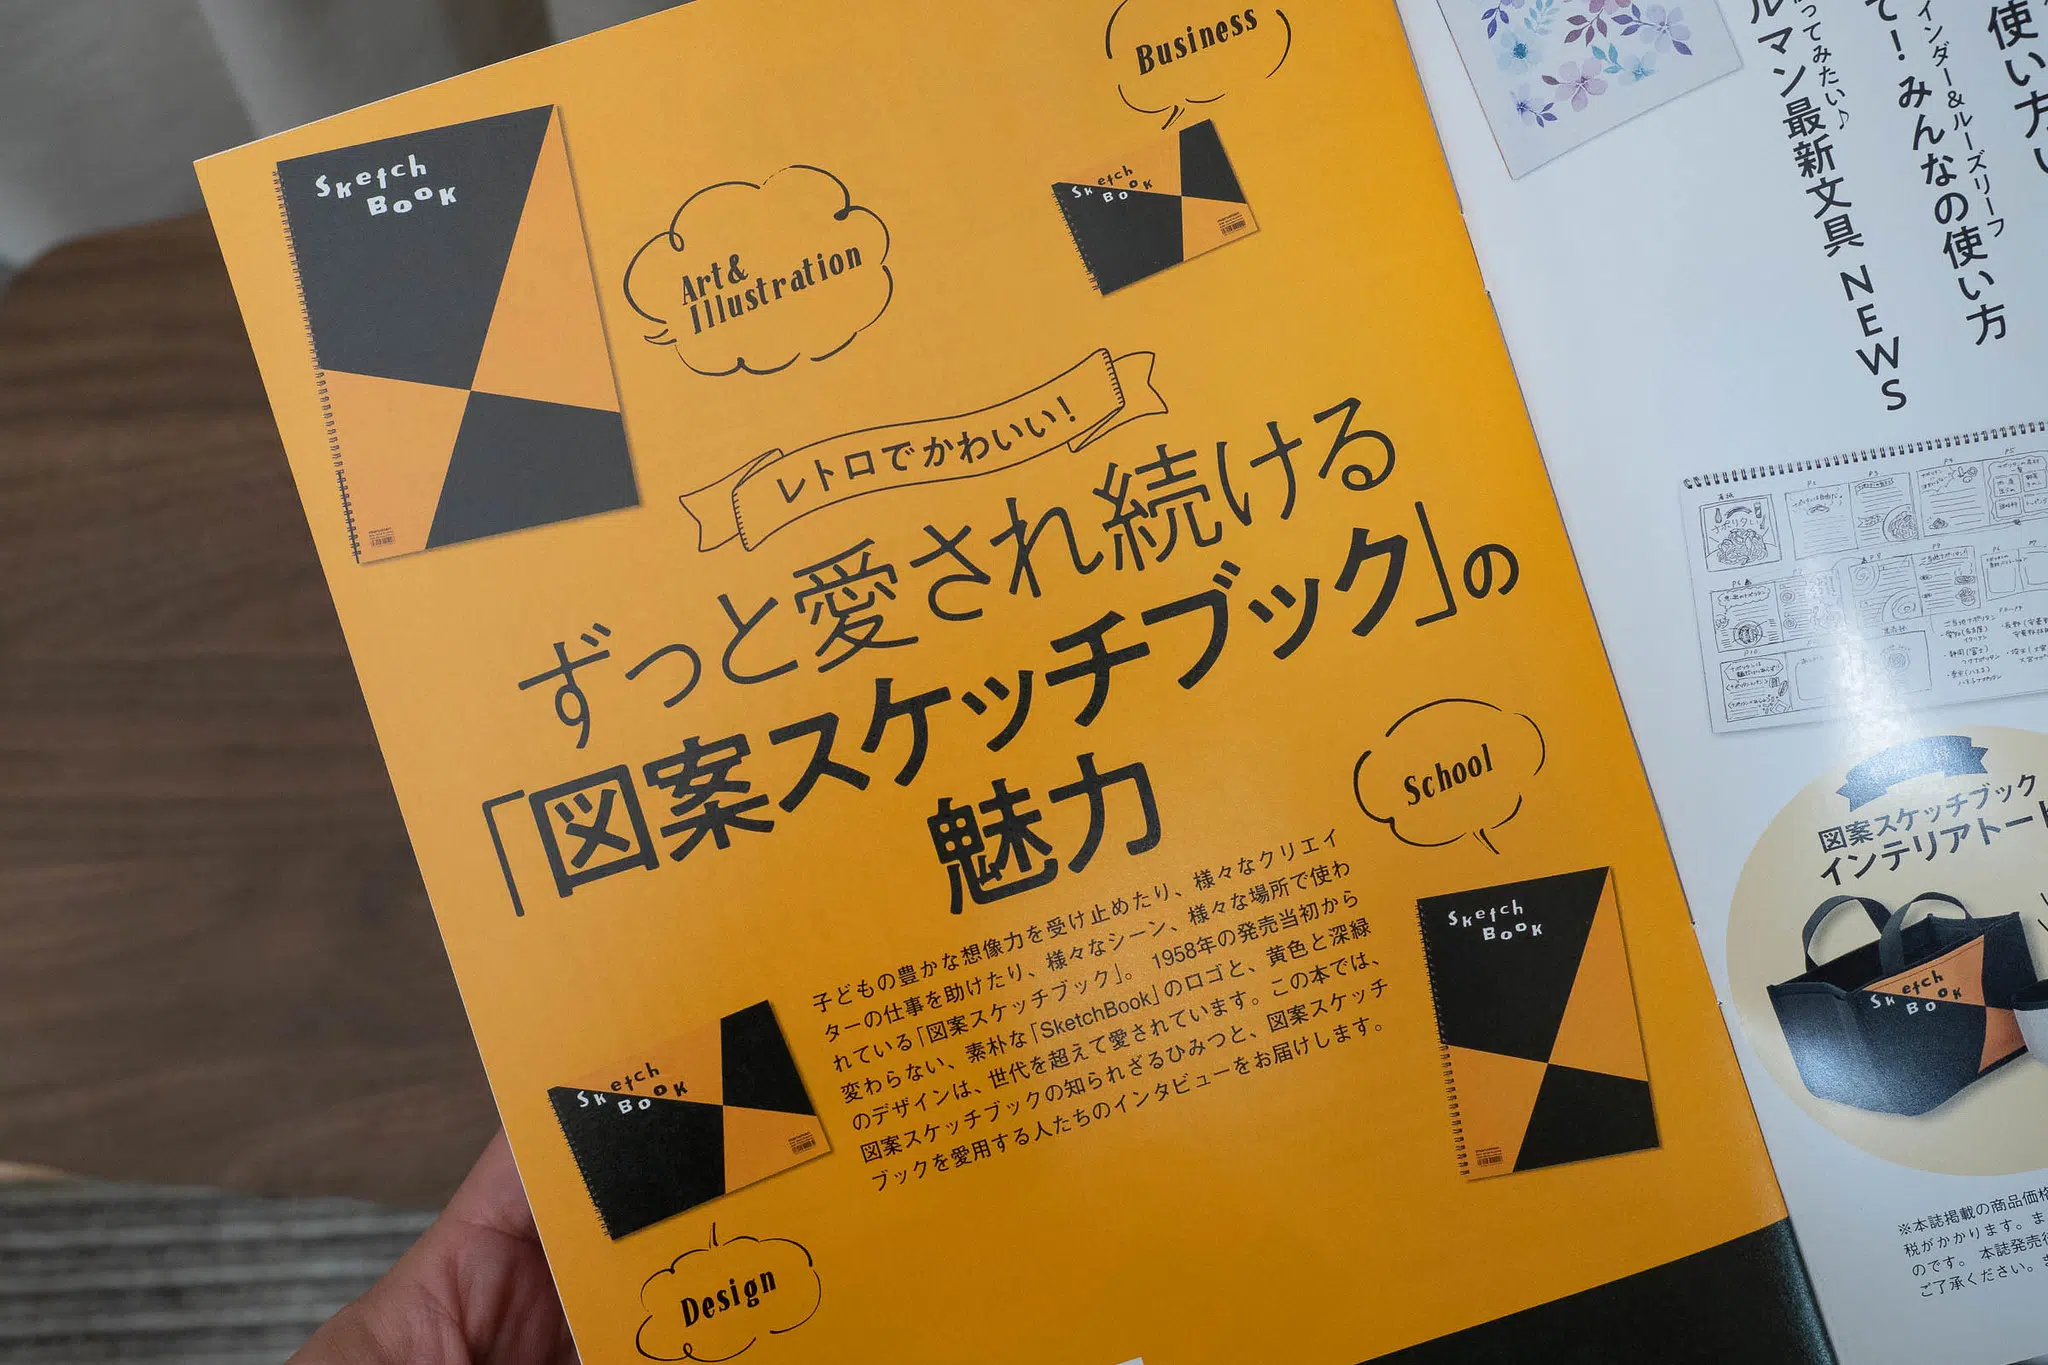 Sketch
Book
Art&
Illustration
Business
Sketch
Book
レトロでかわいい!
ずっと愛され続ける
「図案スケッチブック」の
魅力
School
子どもの豊かな想像力を受け止めたり、様々なクリエイ
ターの仕事を助けたり、様々なシーン、様々な場所で使わ
れている「図案スケッチブック」。1958年の発売当初から
変わらない、素朴な「SketchBook」のロゴと、黄色と深緑
のデザインは、世代を超えて愛されています。この本では、
図案スケッチブックの知られざるひみつと、図案スケッチ
ブックを愛用する人たちのインタビューをお届けします。
Sketch
Book
Sketch
Book
Design
使い方
インダー&ルーズリーフ
て!みんなの使い方
ってみたい♪
ルマン最新文具 NEWS
図案スケッチブック
インテリアトート
Sketch
Book
※本誌掲載の商品価格
税がかかります。ま
のです。本誌発売後
ご了承ください。